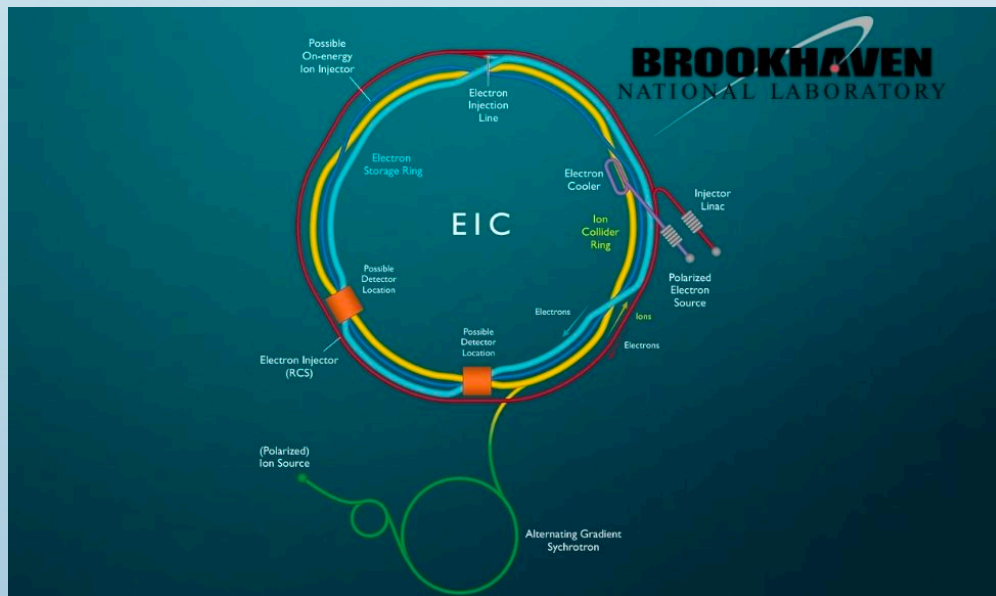 Possible
On-energy
Ion Injector
BROOKHAVEN
NATIONAL LABORATORY
Electron
Injection
Line
Electron
Storage Ring
Electron
Cooler
Injector
Linac
EIC
Ion
Collider
Ring
Possible
Detector
Location
Polarized
Electron
Source
Electrons
Ions
Possible
Detector
Location
Electrons
Electron Injector
(RCS)
(Polarized)
Ion Source
Alternating Gradient
Sychrotron